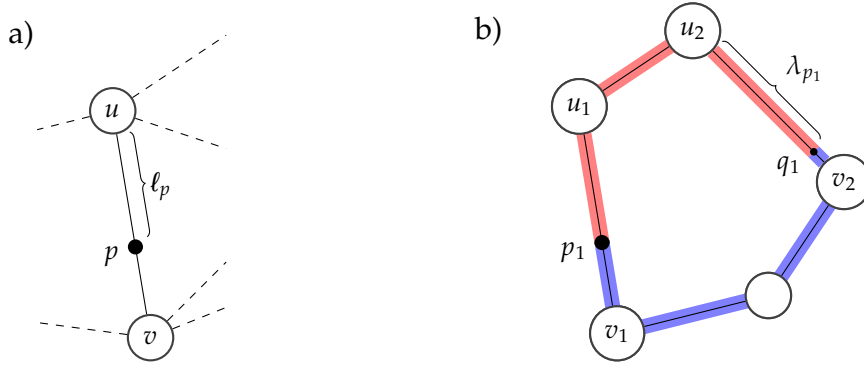 a)
u
ℓ_p
p
v
b)
u_2
λ_{p_1}
u_1
q_1
v_2
p_1
v_1